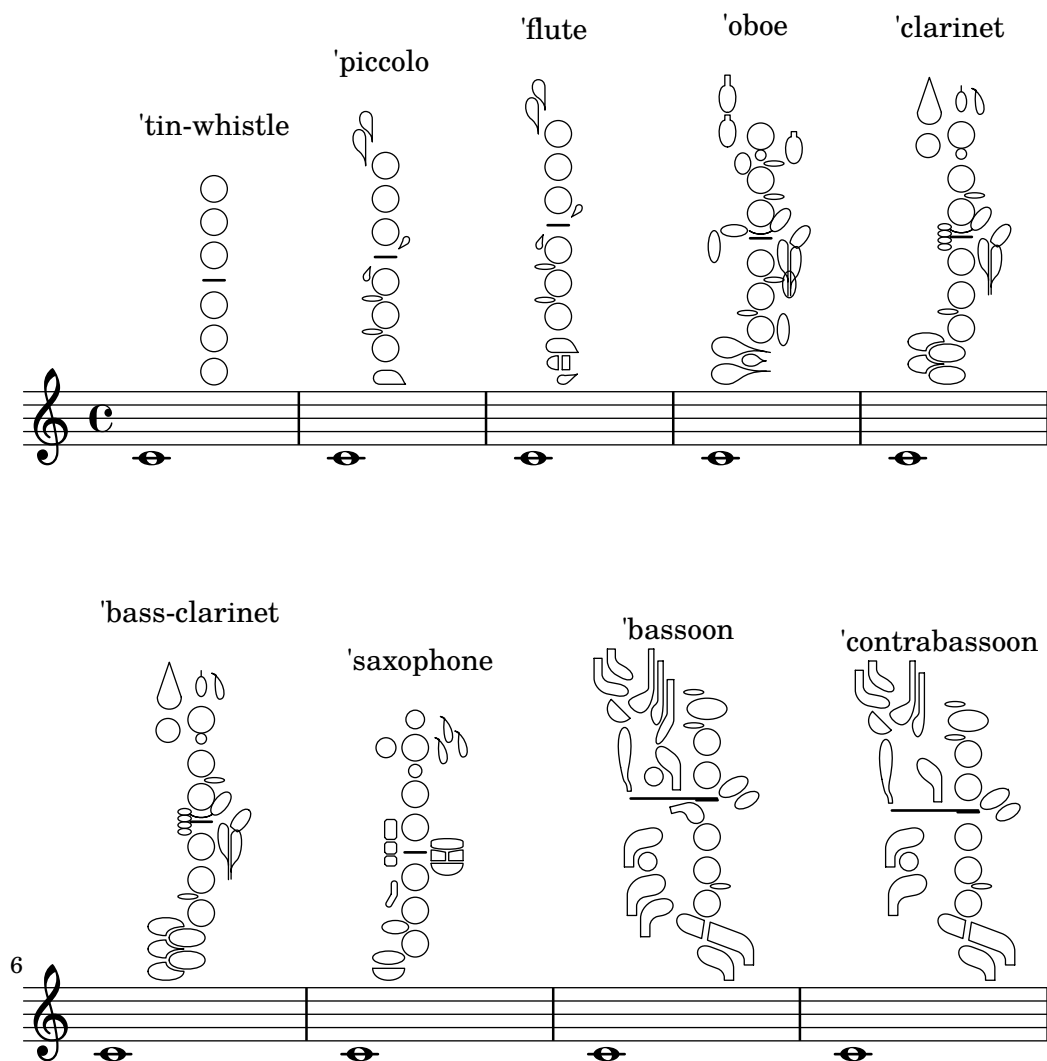 'tin-whistle
'piccolo
'flute
'oboe
'clarinet
'bass-clarinet
'saxophone
'bassoon
'contrabassoon
6